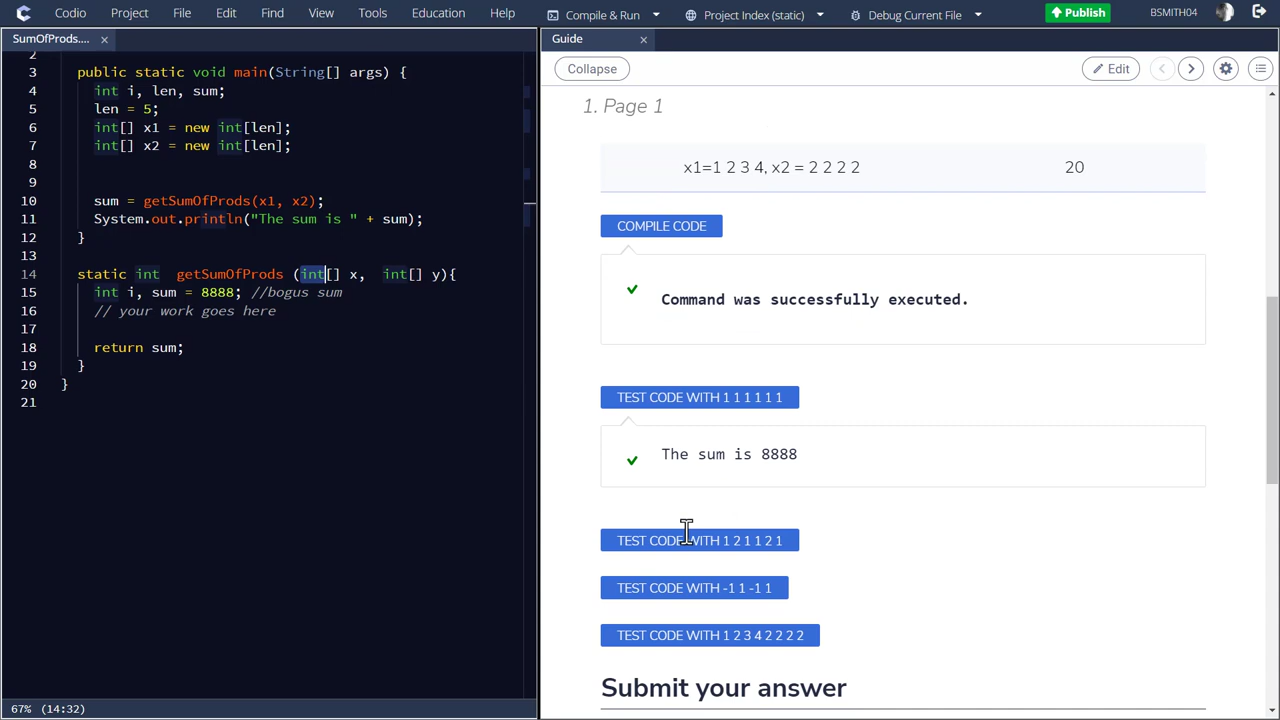 Codio Project File Edit Find View Tools Education Help Compile & Run Project Index (static) Debug Current File Publish BSMITH04
SumOfProds....
2
3 public static void main(String[] args) {
4 int i, len, sum;
5 len = 5;
6 int[] x1 = new int[len];
7 int[] x2 = new int[len];
8
9
10 sum = getSumOfProds(x1, x2);
11 System.out.println("The sum is " + sum);
12 }
13
14 static int getSumOfProds (int[] x, int[] y){
15 int i, sum = 8888; //bogus sum
16 // your work goes here
17
18 return sum;
19 }
20 }
21
67% (14:32)
Guide
Collapse Edit
1. Page 1
x1=1 2 3 4, x2 = 2 2 2 2 20
COMPILE CODE
Command was successfully executed.
TEST CODE WITH 1 1 1 1 1 1
The sum is 8888
TEST CODE WITH 1 2 1 1 2 1
TEST CODE WITH -1 1 -1 1
TEST CODE WITH 1 2 3 4 2 2 2 2
Submit your answer